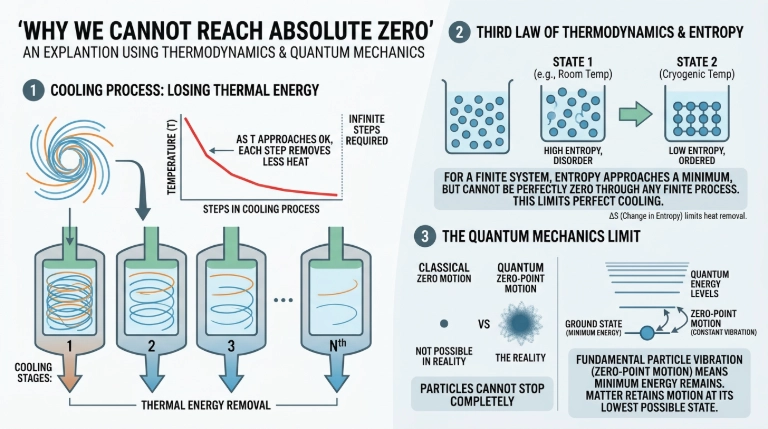 'WHY WE CANNOT REACH ABSOLUTE ZERO'
AN EXPLANTION USING THERMODYNAMICS & QUANTUM MECHANICS
1 COOLING PROCESS: LOSING THERMAL ENERGY
TEMPERATURE (T)
AS T APPROACHES 0K,
EACH STEP REMOVES
LESS HEAT
INFINITE
STEPS
REQUIRED
STEPS IN COOLING PROCESS
...
COOLING
STAGES:
1
2
3
Nth
THERMAL ENERGY REMOVAL
2 THIRD LAW OF THERMODYNAMICS & ENTROPY
STATE 1
(e.g., Room Temp)
STATE 2
(Cryogenic Temp)
HIGH ENTROPY,
DISORDER
LOW ENTROPY,
ORDERED
FOR A FINITE SYSTEM, ENTROPY APPROACHES A MINIMUM,
BUT CANNOT BE PERFECTLY ZERO THROUGH ANY FINITE PROCESS.
THIS LIMITS PERFECT COOLING.
ΔS (Change in Entropy) limits heat removal.
3 THE QUANTUM MECHANICS LIMIT
CLASSICAL
ZERO MOTION
VS
QUANTUM
ZERO-POINT
MOTION
NOT POSSIBLE
IN REALITY
THE REALITY
PARTICLES CANNOT STOP
COMPLETELY
QUANTUM
ENERGY
LEVELS
GROUND STATE
(MINIMUM ENERGY)
ZERO-POINT
MOTION
(CONSTANT VIBRATION)
FUNDAMENTAL PARTICLE VIBRATION
(ZERO-POINT MOTION) MEANS
MINIMUM ENERGY REMAINS.
MATTER RETAINS MOTION AT ITS
LOWEST POSSIBLE STATE.